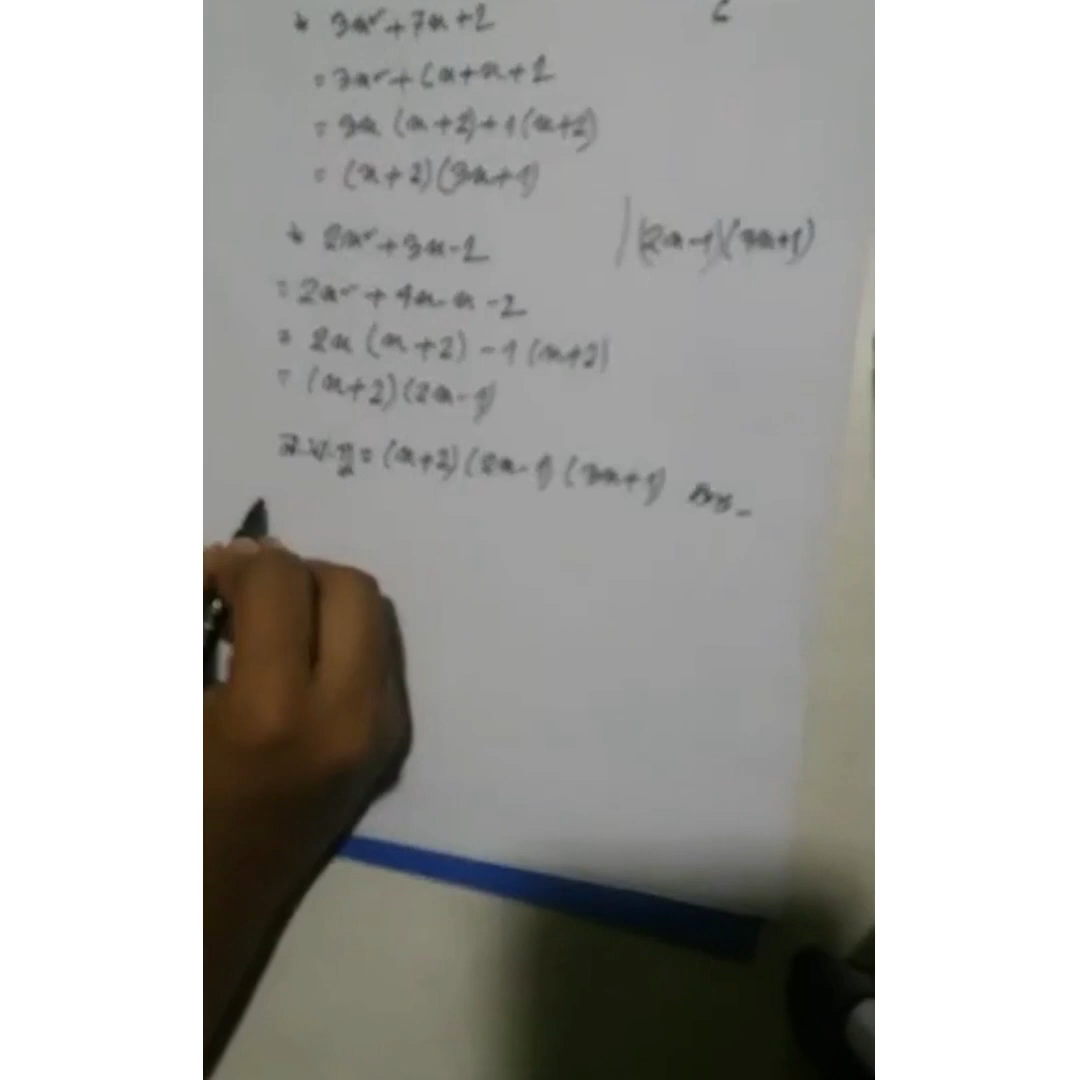 * 3x² + 7x + 2
= 3x² + 6x + x + 2
= 3x (x+2) + 1 (x+2)
= (x+2) (3x+1)
(2x-1) (3x+1)
* 2x² + 3x - 2
= 2x² + 4x - x - 2
= 2x (x+2) - 1 (x+2)
= (x+2) (2x-1)
ল.সা.গু = (x+2) (2x-1) (3x+1) Ans